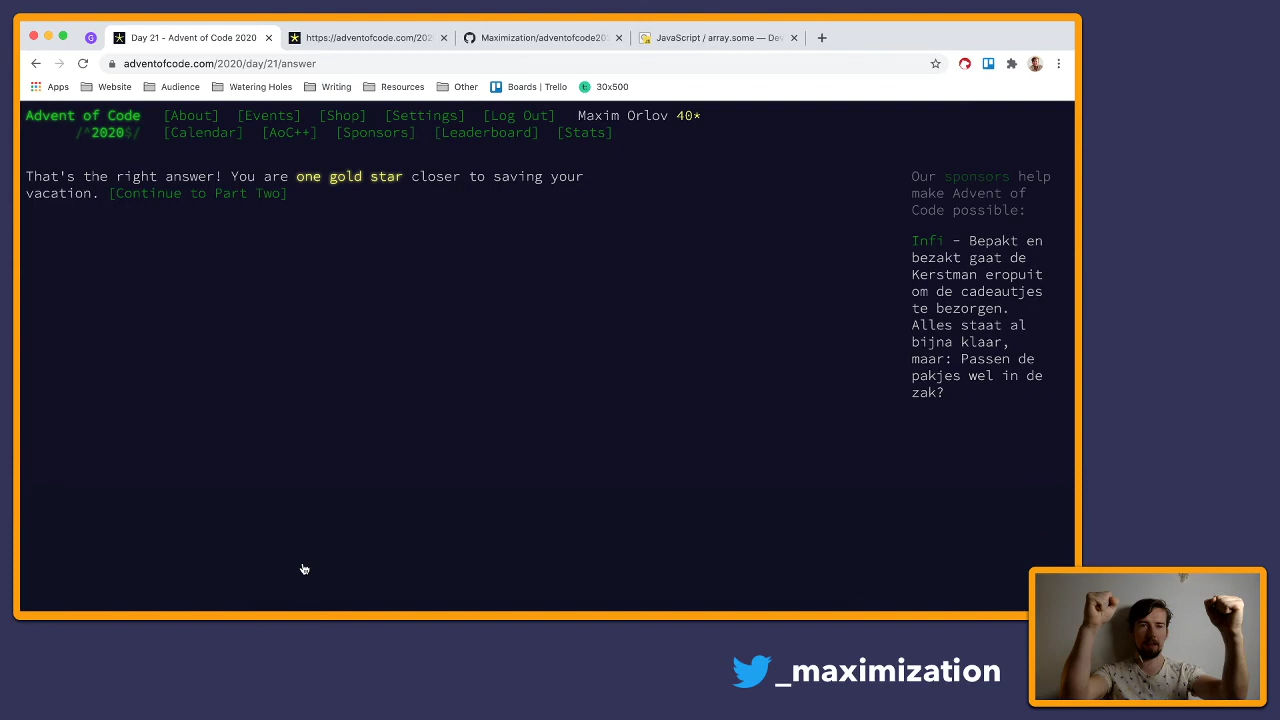 Day 21 - Advent of Code 2020
https://adventofcode.com/202
Maximization/adventofcode202
JavaScript / array.some — Dev
adventofcode.com/2020/day/21/answer
Apps Website Audience Watering Holes Writing Resources Other Boards | Trello 30x500
Advent of Code [About] [Events] [Shop] [Settings] [Log Out] Maxim Orlov 40*
/^2020$/ [Calendar] [AoC++] [Sponsors] [Leaderboard] [Stats]
That's the right answer! You are one gold star closer to saving your
vacation. [Continue to Part Two]
Our sponsors help
make Advent of
Code possible:
Infi - Bepakt en
bezakt gaat de
Kerstman eropuit
om de cadeautjes
te bezorgen.
Alles staat al
bijna klaar,
maar: Passen de
pakjes wel in de
zak?
_maximization